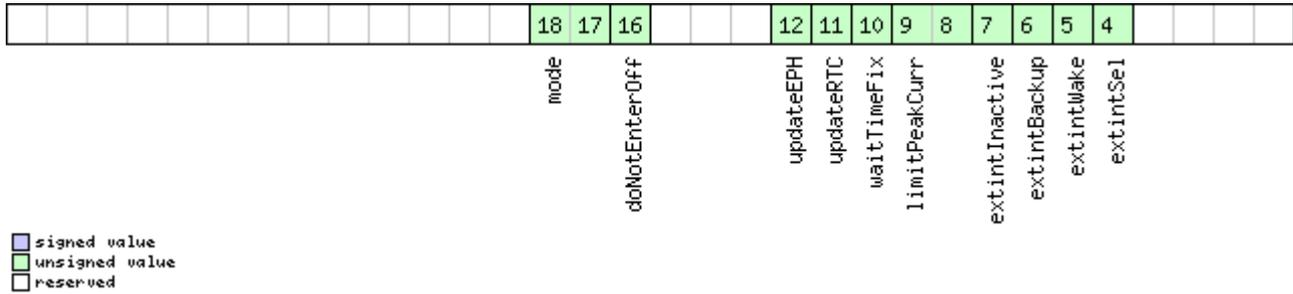 18 17 16 12 11 10 9 8 7 6 5 4
mode
doNotEnterOff
updateEPH
updateRTC
waitTimeFix
limitPeakCurr
extintInactive
extintBackup
extintWake
extintSel
signed value
unsigned value
reserved